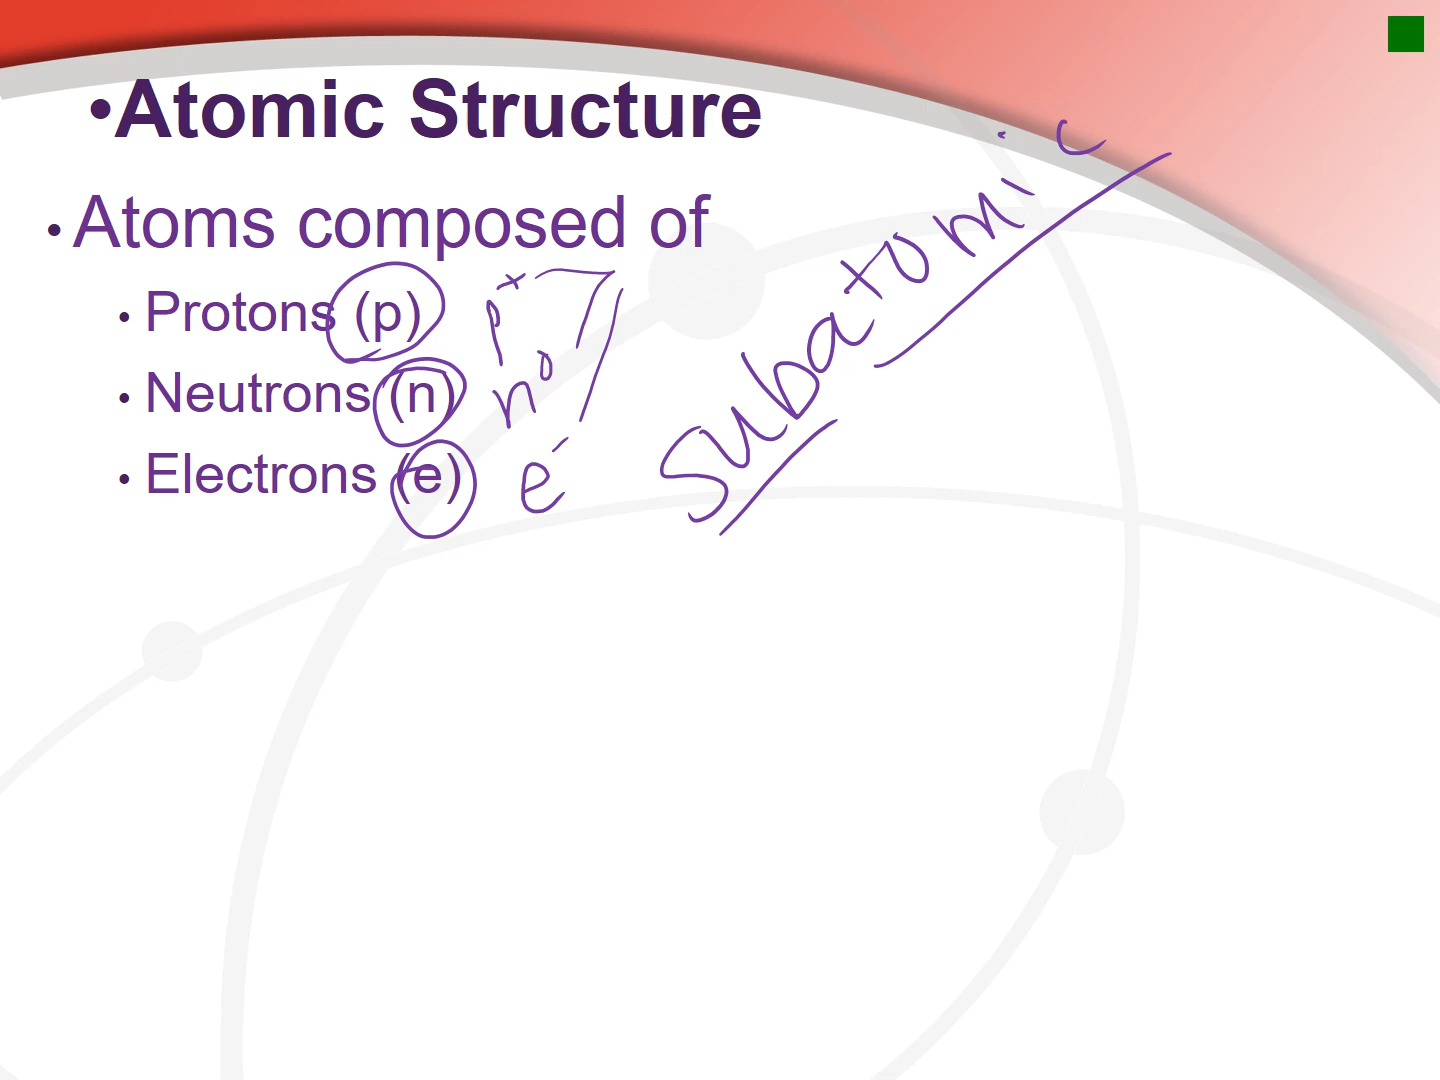 •Atomic Structure
• Atoms composed of
• Protons (p) p⁺
• Neutrons (n) n⁰
• Electrons (e) e⁻
subatomic